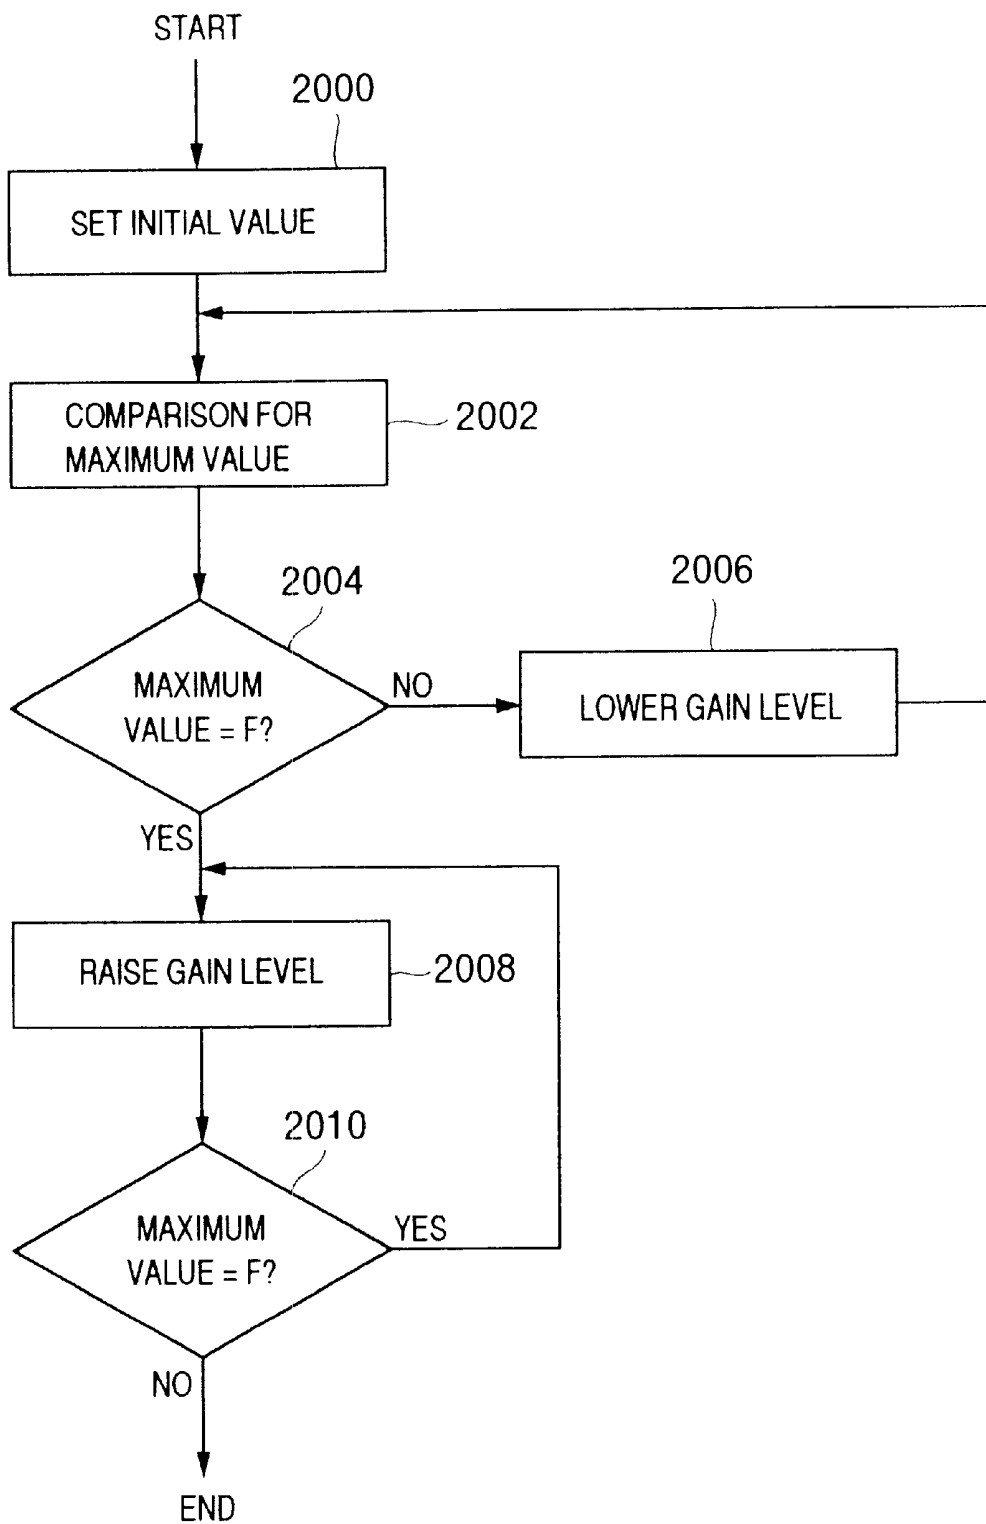 START
2000
SET INITIAL VALUE
COMPARISON FOR
MAXIMUM VALUE
2002
2004
MAXIMUM
VALUE = F?
NO
2006
LOWER GAIN LEVEL
YES
RAISE GAIN LEVEL
2008
2010
MAXIMUM
VALUE = F?
YES
NO
END